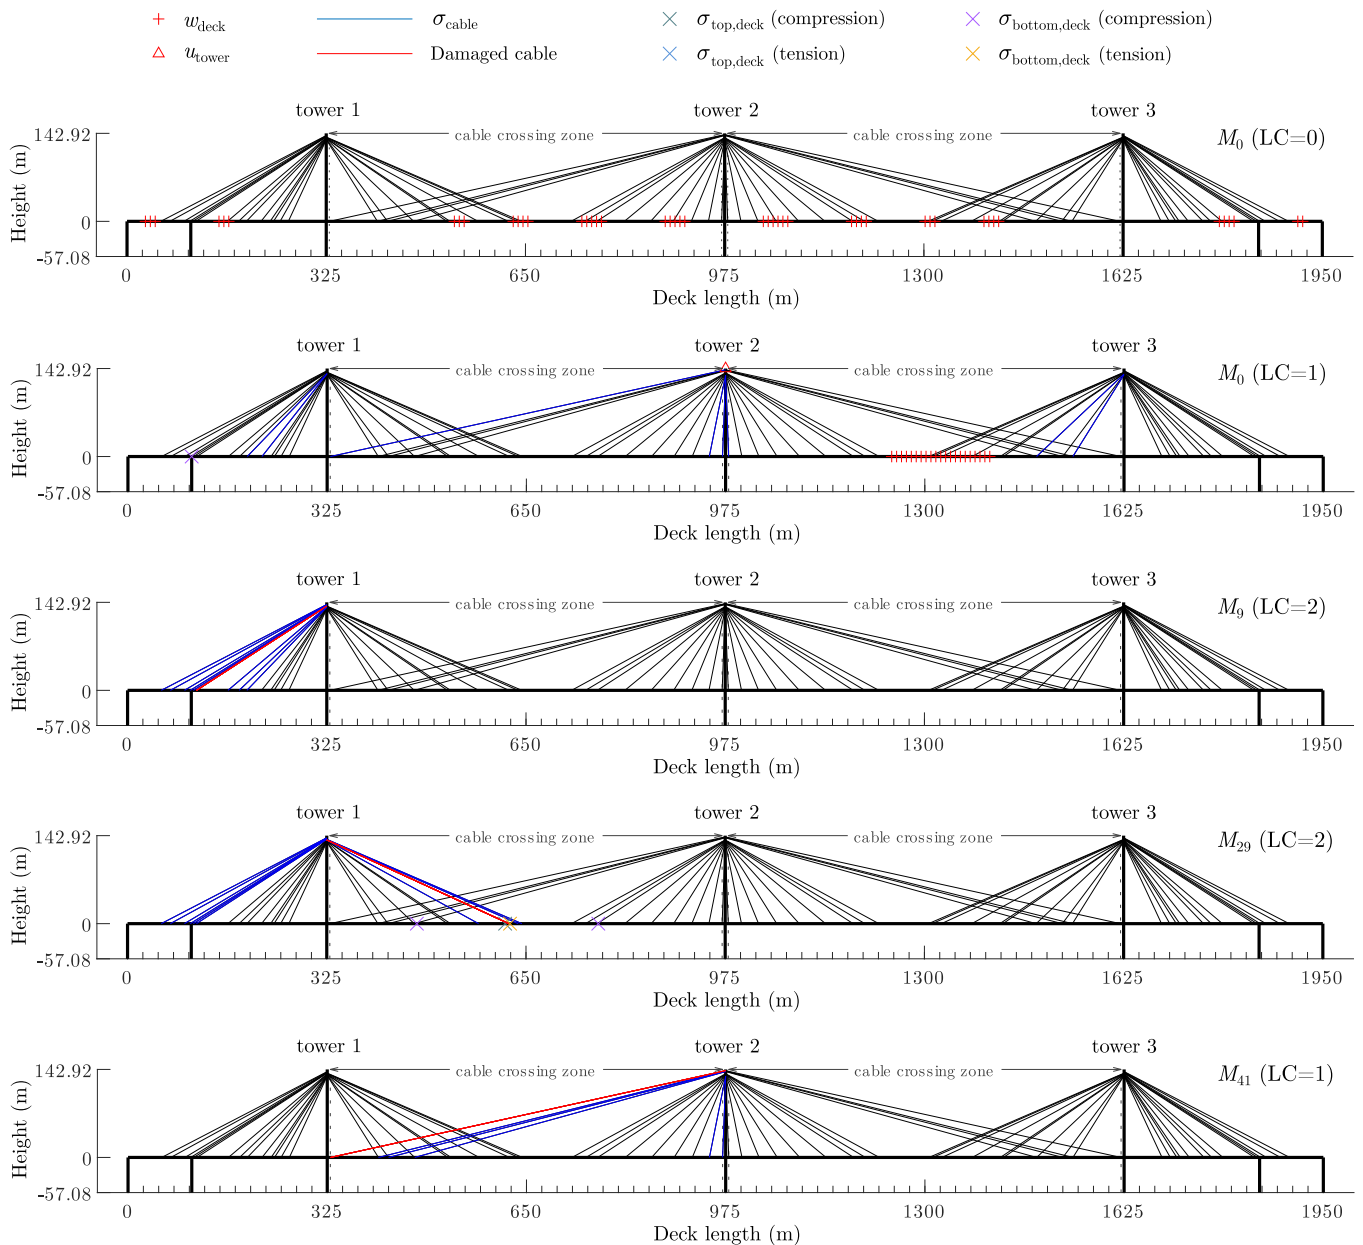 w_deck σ_cable σ_top,deck (compression) σ_bottom,deck (compression)
u_tower Damaged cable σ_top,deck (tension) σ_bottom,deck (tension)
tower 1 tower 2 tower 3
142.92 cable crossing zone cable crossing zone M_0 (LC=0)
Height (m)
0
-57.08
0 325 650 975 1300 1625 1950
Deck length (m)
tower 1 tower 2 tower 3
142.92 cable crossing zone cable crossing zone M_0 (LC=1)
Height (m)
0
-57.08
0 325 650 975 1300 1625 1950
Deck length (m)
tower 1 tower 2 tower 3
142.92 cable crossing zone cable crossing zone M_9 (LC=2)
Height (m)
0
-57.08
0 325 650 975 1300 1625 1950
Deck length (m)
tower 1 tower 2 tower 3
142.92 cable crossing zone cable crossing zone M_29 (LC=2)
Height (m)
0
-57.08
0 325 650 975 1300 1625 1950
Deck length (m)
tower 1 tower 2 tower 3
142.92 cable crossing zone cable crossing zone M_41 (LC=1)
Height (m)
0
-57.08
0 325 650 975 1300 1625 1950
Deck length (m)